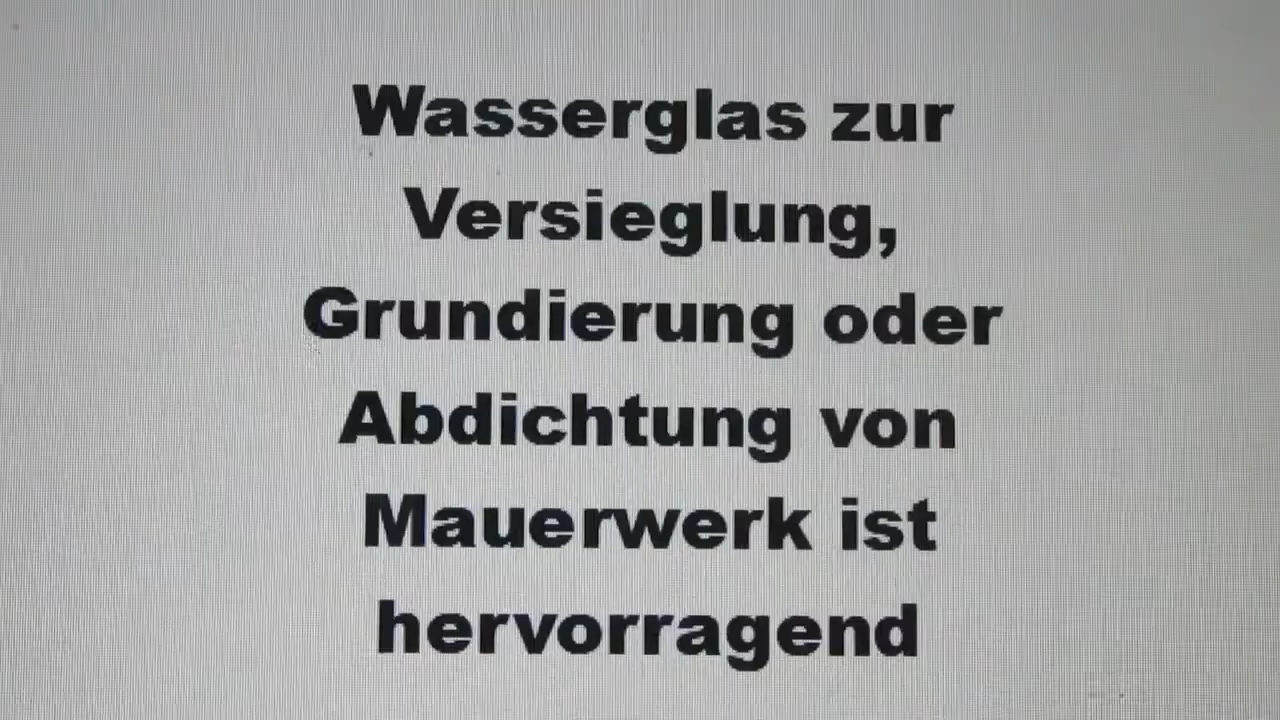 Wasserglas zur
Versieglung,
Grundierung oder
Abdichtung von
Mauerwerk ist
hervorragend